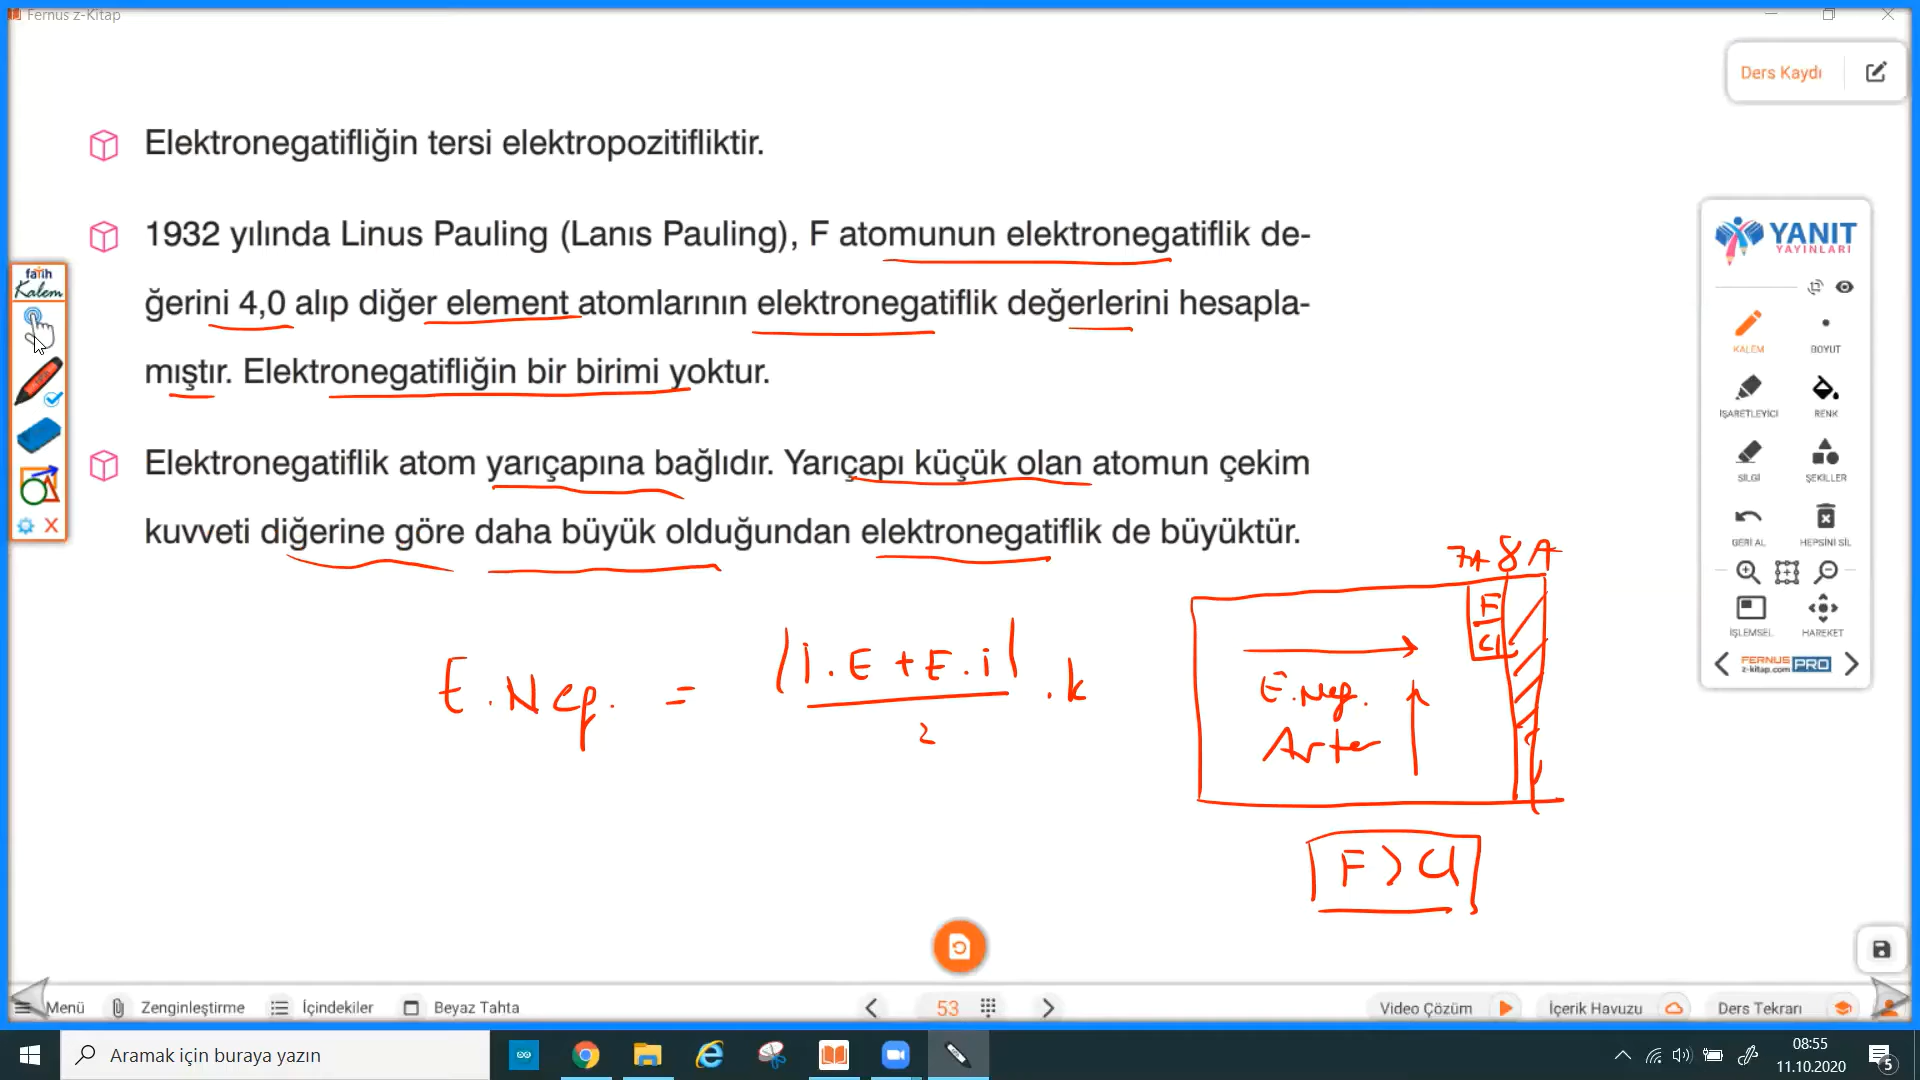 Fernus z-Kitap
Ders Kaydı
Elektronegatifliğin tersi elektropozitifliktir.
1932 yılında Linus Pauling (Lanıs Pauling), F atomunun elektronegatiflik de-
ğerini 4,0 alıp diğer element atomlarının elektronegatiflik değerlerini hesapla-
mıştır. Elektronegatifliğin bir birimi yoktur.
Elektronegatiflik atom yarıçapına bağlıdır. Yarıçapı küçük olan atomun çekim
kuvveti diğerine göre daha büyük olduğundan elektronegatiflik de büyüktür.
fatih
Kalem
YANIT
YAYINLARI
KALEM BOYUT
İŞARETLEYİCİ RENK
SİLGİ ŞEKİLLER
GERİ AL HEPSİNİ SİL
İŞLEMSEL HAREKET
FERNUS PRO
z-kitap.com
7A 8A
F
Cl
E.Neg. = (İ.E + E.İ) / 2 . k
E.Neg.
Artar
F > Cl
Menü Zenginleştirme İçindekiler Beyaz Tahta 53 Video Çözüm İçerik Havuzu Ders Tekrarı
Aramak için buraya yazın
08:55
11.10.2020
5